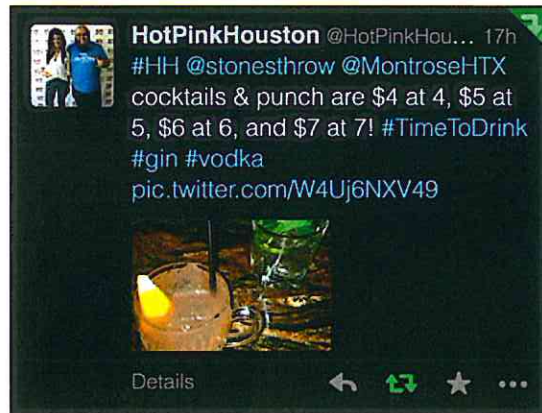 HotPinkHouston @HotPinkHou... 17h
#HH @stonesthrow @MontroseHTX
cocktails & punch are $4 at 4, $5 at
5, $6 at 6, and $7 at 7! #TimeToDrink
#gin #vodka
pic.twitter.com/W4Uj6NXV49
Details